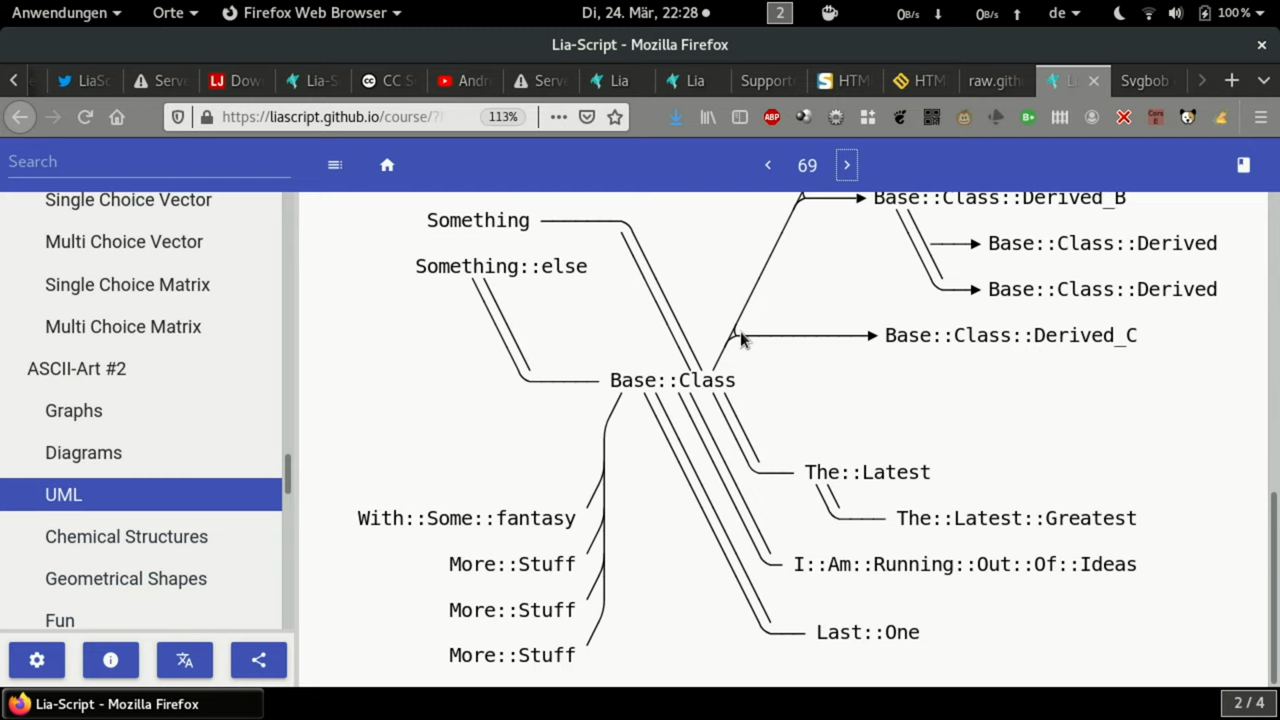 Anwendungen Orte Firefox Web Browser Di, 24. Mär, 22:28 2 0B/s 0B/s de 100%
Lia-Script - Mozilla Firefox
LiaSc Serve Dow Lia-S CC S Andr Serve Lia Lia Support HTM HTM raw.gith L Svgbob
https://liascript.github.io/course/? 113%
Search
69
Single Choice Vector
Multi Choice Vector
Single Choice Matrix
Multi Choice Matrix
ASCII-Art #2
Graphs
Diagrams
UML
Chemical Structures
Geometrical Shapes
Fun
Base::Class::Derived_B
Something
Base::Class::Derived
Something::else
Base::Class::Derived
Base::Class::Derived_C
Base::Class
The::Latest
With::Some::fantasy
The::Latest::Greatest
More::Stuff
I::Am::Running::Out::Of::Ideas
More::Stuff
Last::One
More::Stuff
Lia-Script - Mozilla Firefox
2 / 4